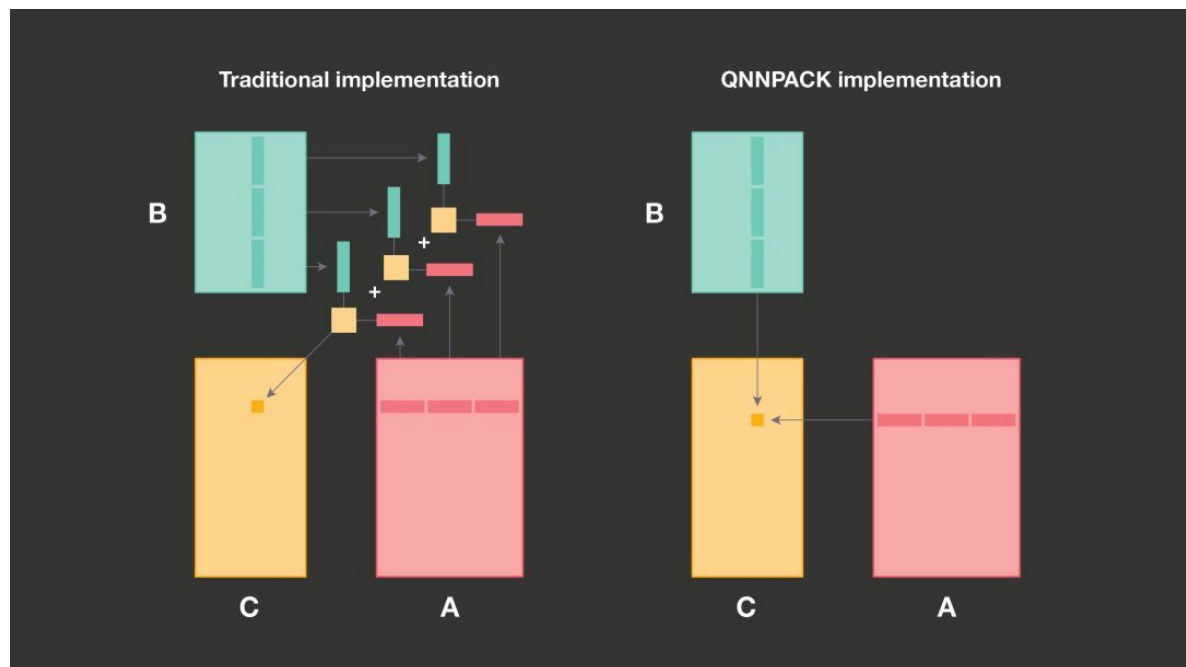 Traditional implementation
QNNPACK implementation
B
+
+
C
A
B
C
A